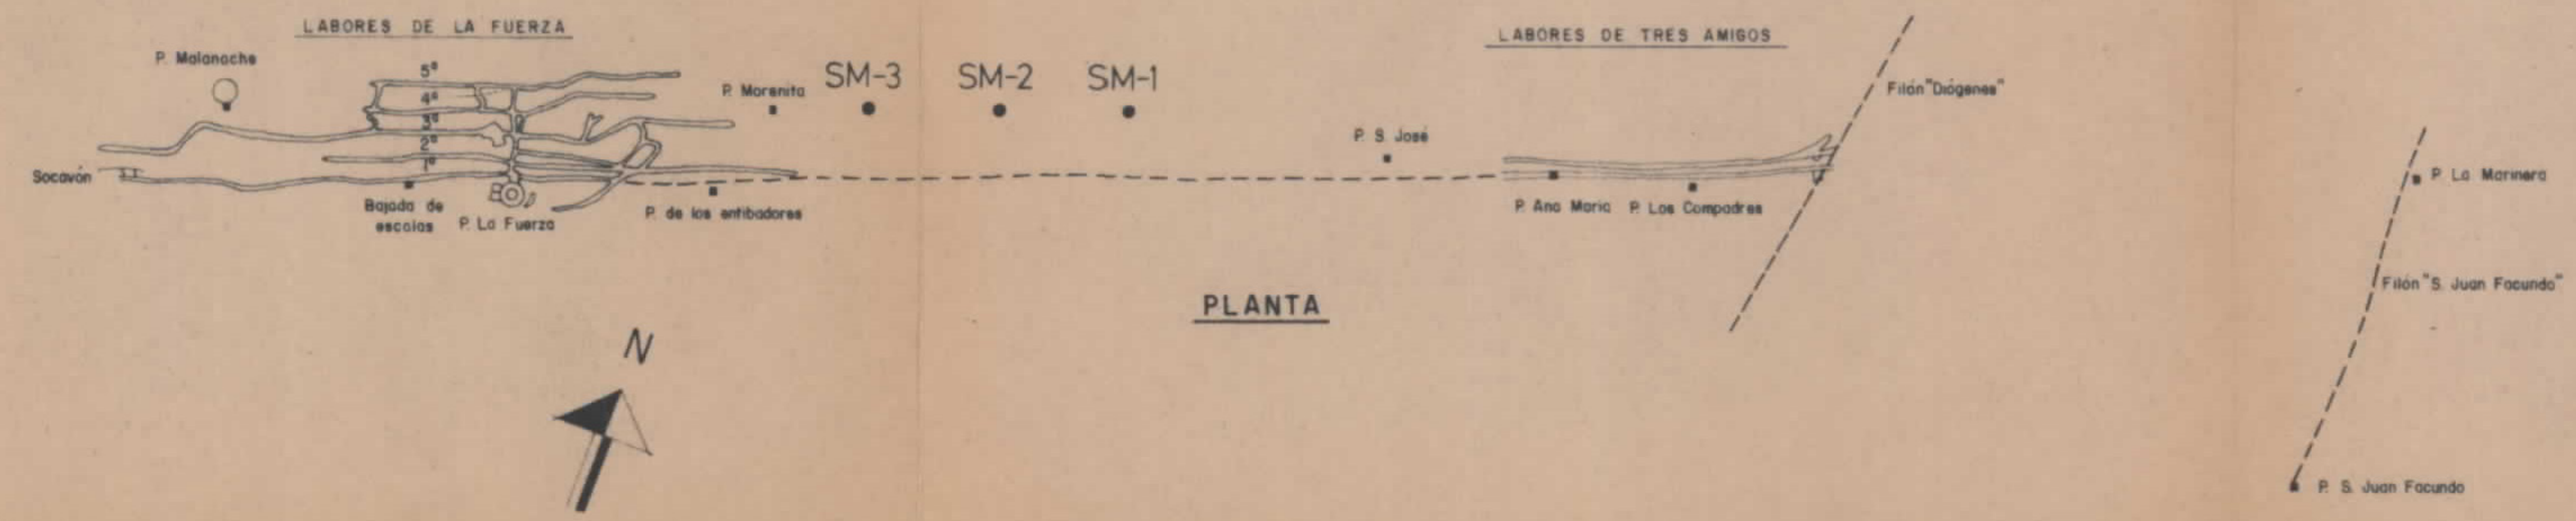 LABORES DE LA FUERZA
LABORES DE TRES AMIGOS
P. Malanoche
5ª
4ª
3ª
2ª
1ª
P. Morenita
SM-3
SM-2
SM-1
Filón "Diógenes"
P. S. José
Socavón
Bajada de
escalas
P. La Fuerza
P. de los entibadores
P. Ana María
P. Los Compadres
P. La Marinera
Filón "S. Juan Facundo"
PLANTA
N
P. S. Juan Facundo